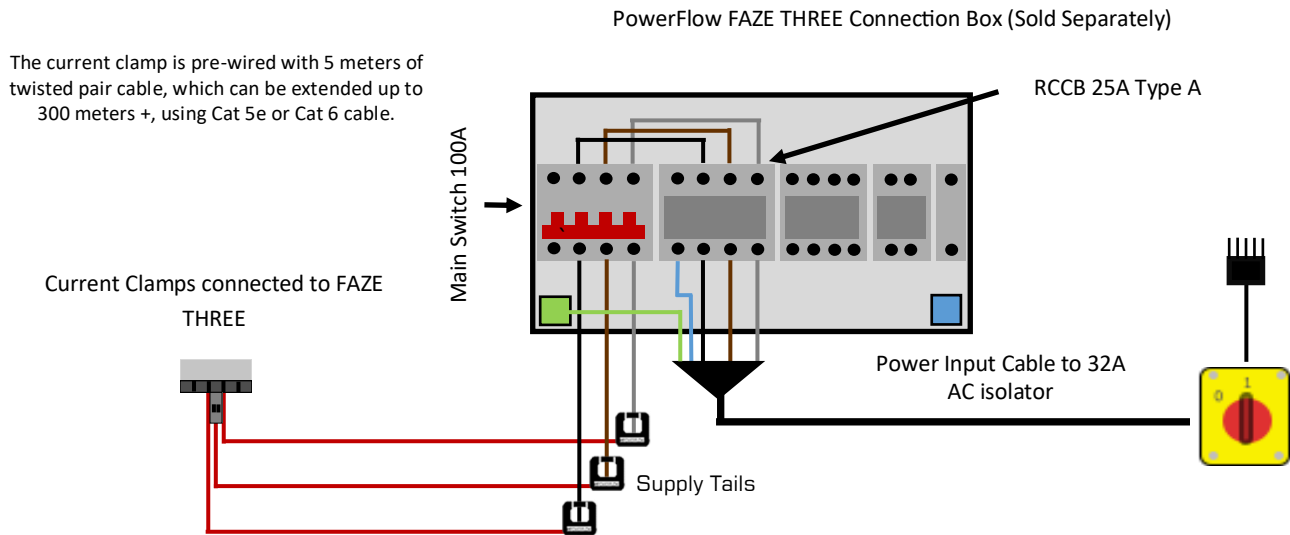 PowerFlow FAZE THREE Connection Box (Sold Separately)
The current clamp is pre-wired with 5 meters of
twisted pair cable, which can be extended up to
300 meters +, using Cat 5e or Cat 6 cable.
RCCB 25A Type A
Main Switch 100A
Current Clamps connected to FAZE
THREE
Power Input Cable to 32A
AC isolator
0
1
Supply Tails